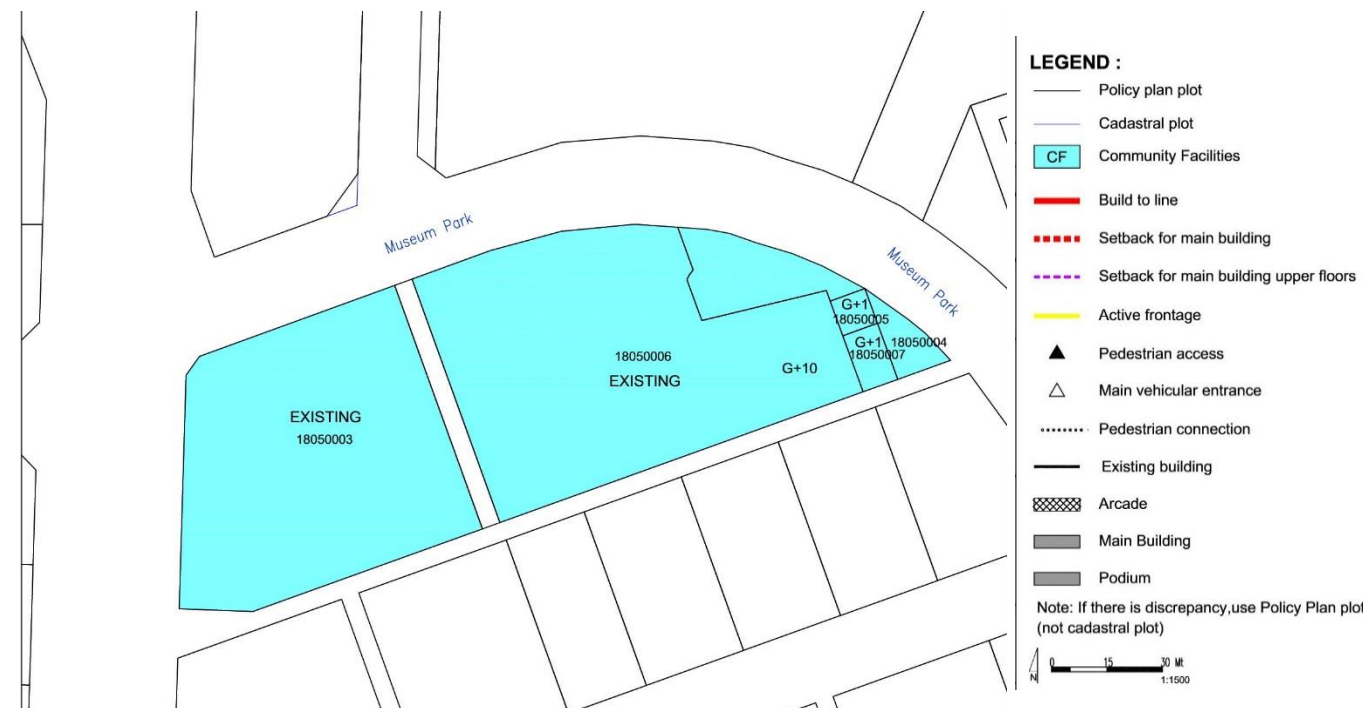 Museum Park
Museum Park
G+1
18050005
G+1
18050004
18050007
18050006
EXISTING
G+10
EXISTING
18050003
LEGEND :
Policy plan plot
Cadastral plot
CF
Community Facilities
Build to line
Setback for main building
Setback for main building upper floors
Active frontage
Pedestrian access
Main vehicular entrance
Pedestrian connection
Existing building
Arcade
Main Building
Podium
Note: If there is discrepancy,use Policy Plan plot
(not cadastral plot)
N
0 15 30 Mt
1:1500